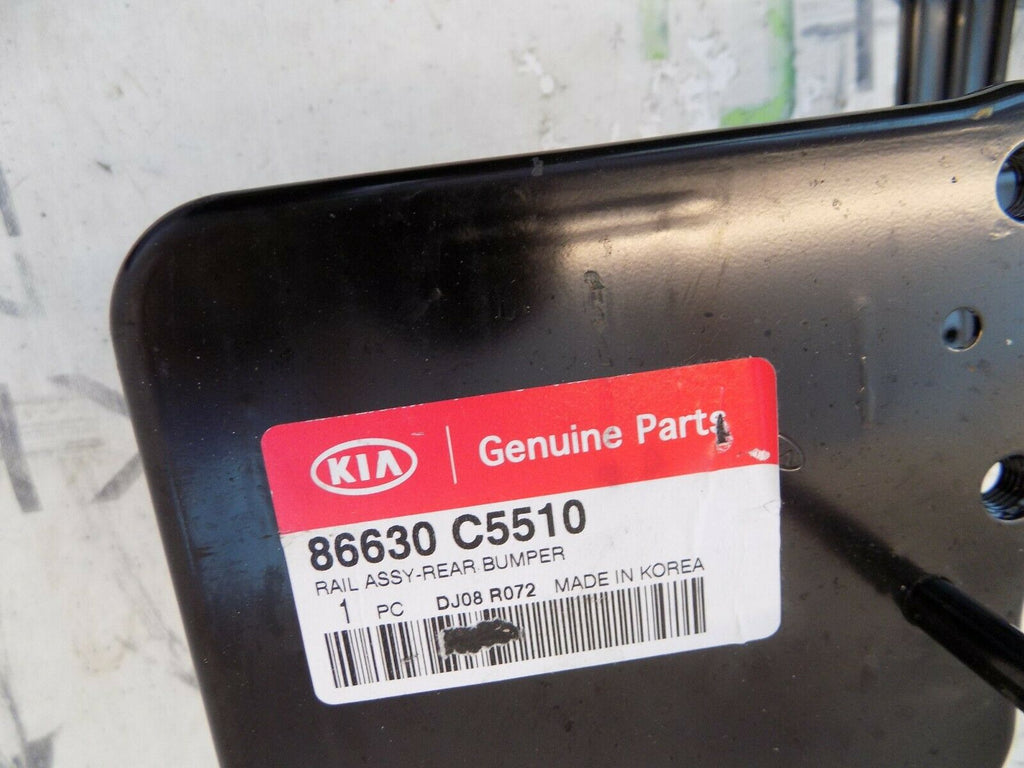 KIA Genuine Parts
86630 C5510
RAIL ASSY-REAR BUMPER
1 PC DJ08 R072 MADE IN KOREA